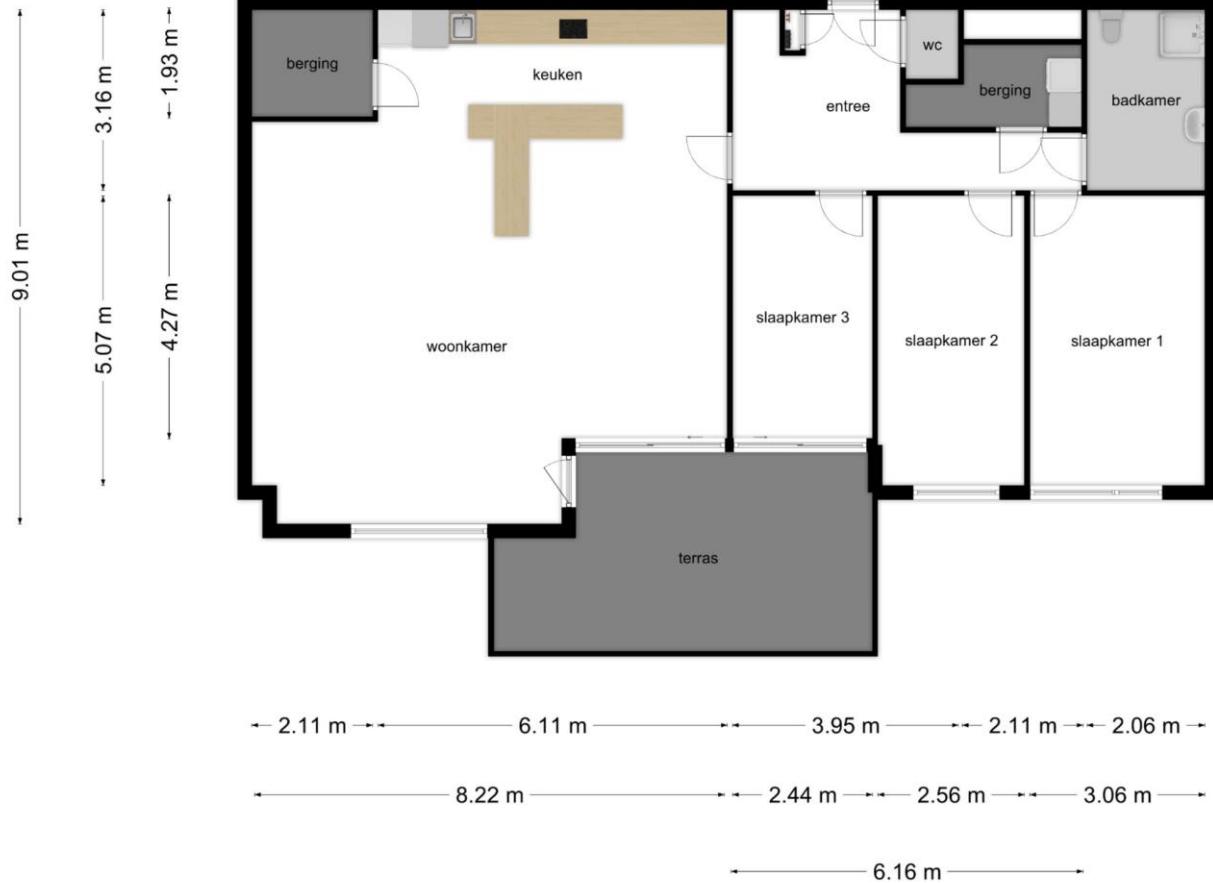 berging
keuken
wc
berging
badkamer
entree
woonkamer
slaapkamer 3
slaapkamer 2
slaapkamer 1
terras
9.01 m
3.16 m
5.07 m
1.93 m
4.27 m
2.11 m
6.11 m
3.95 m
2.11 m
2.06 m
8.22 m
2.44 m
2.56 m
3.06 m
6.16 m